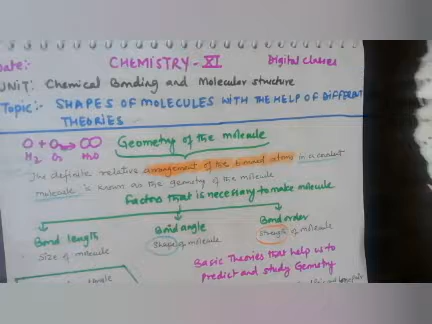 Date:-
CHEMISTRY - XI
Digital classes
UNIT: Chemical Bonding and Molecular structure
Topic:- SHAPES OF MOLECULES WITH THE HELP OF DIFFERENT
THEORIES
Geometry of the molecule
H2 O2 H2O
The definite relative arrangement of the bonded atoms in a covalent
molecule is known as the geometry of the molecule
Factors that is necessary to make molecule
Bond length
Size of molecule
Bond angle
Shape of molecule
Bond order
Strength of molecule
Basic Theories that help us to
predict and study Geometry